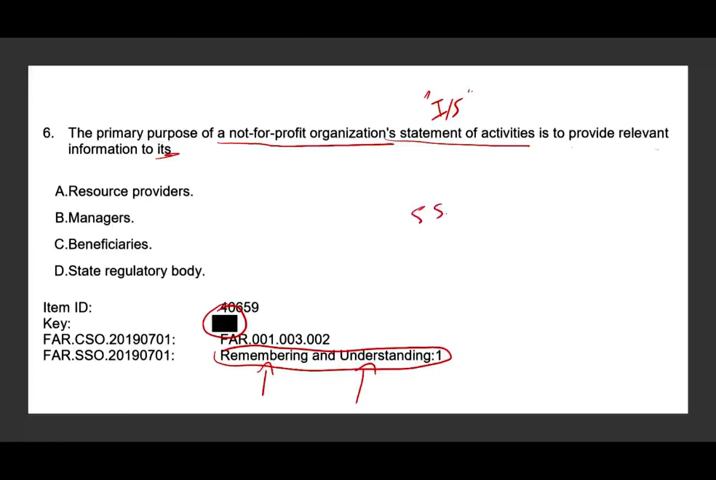 "I/S"
6. The primary purpose of a not-for-profit organization's statement of activities is to provide relevant
information to its
A.Resource providers.
B.Managers.
SS
C.Beneficiaries.
D.State regulatory body.
Item ID: 40659
Key:
FAR.CSO.20190701: FAR.001.003.002
FAR.SSO.20190701: Remembering and Understanding:1